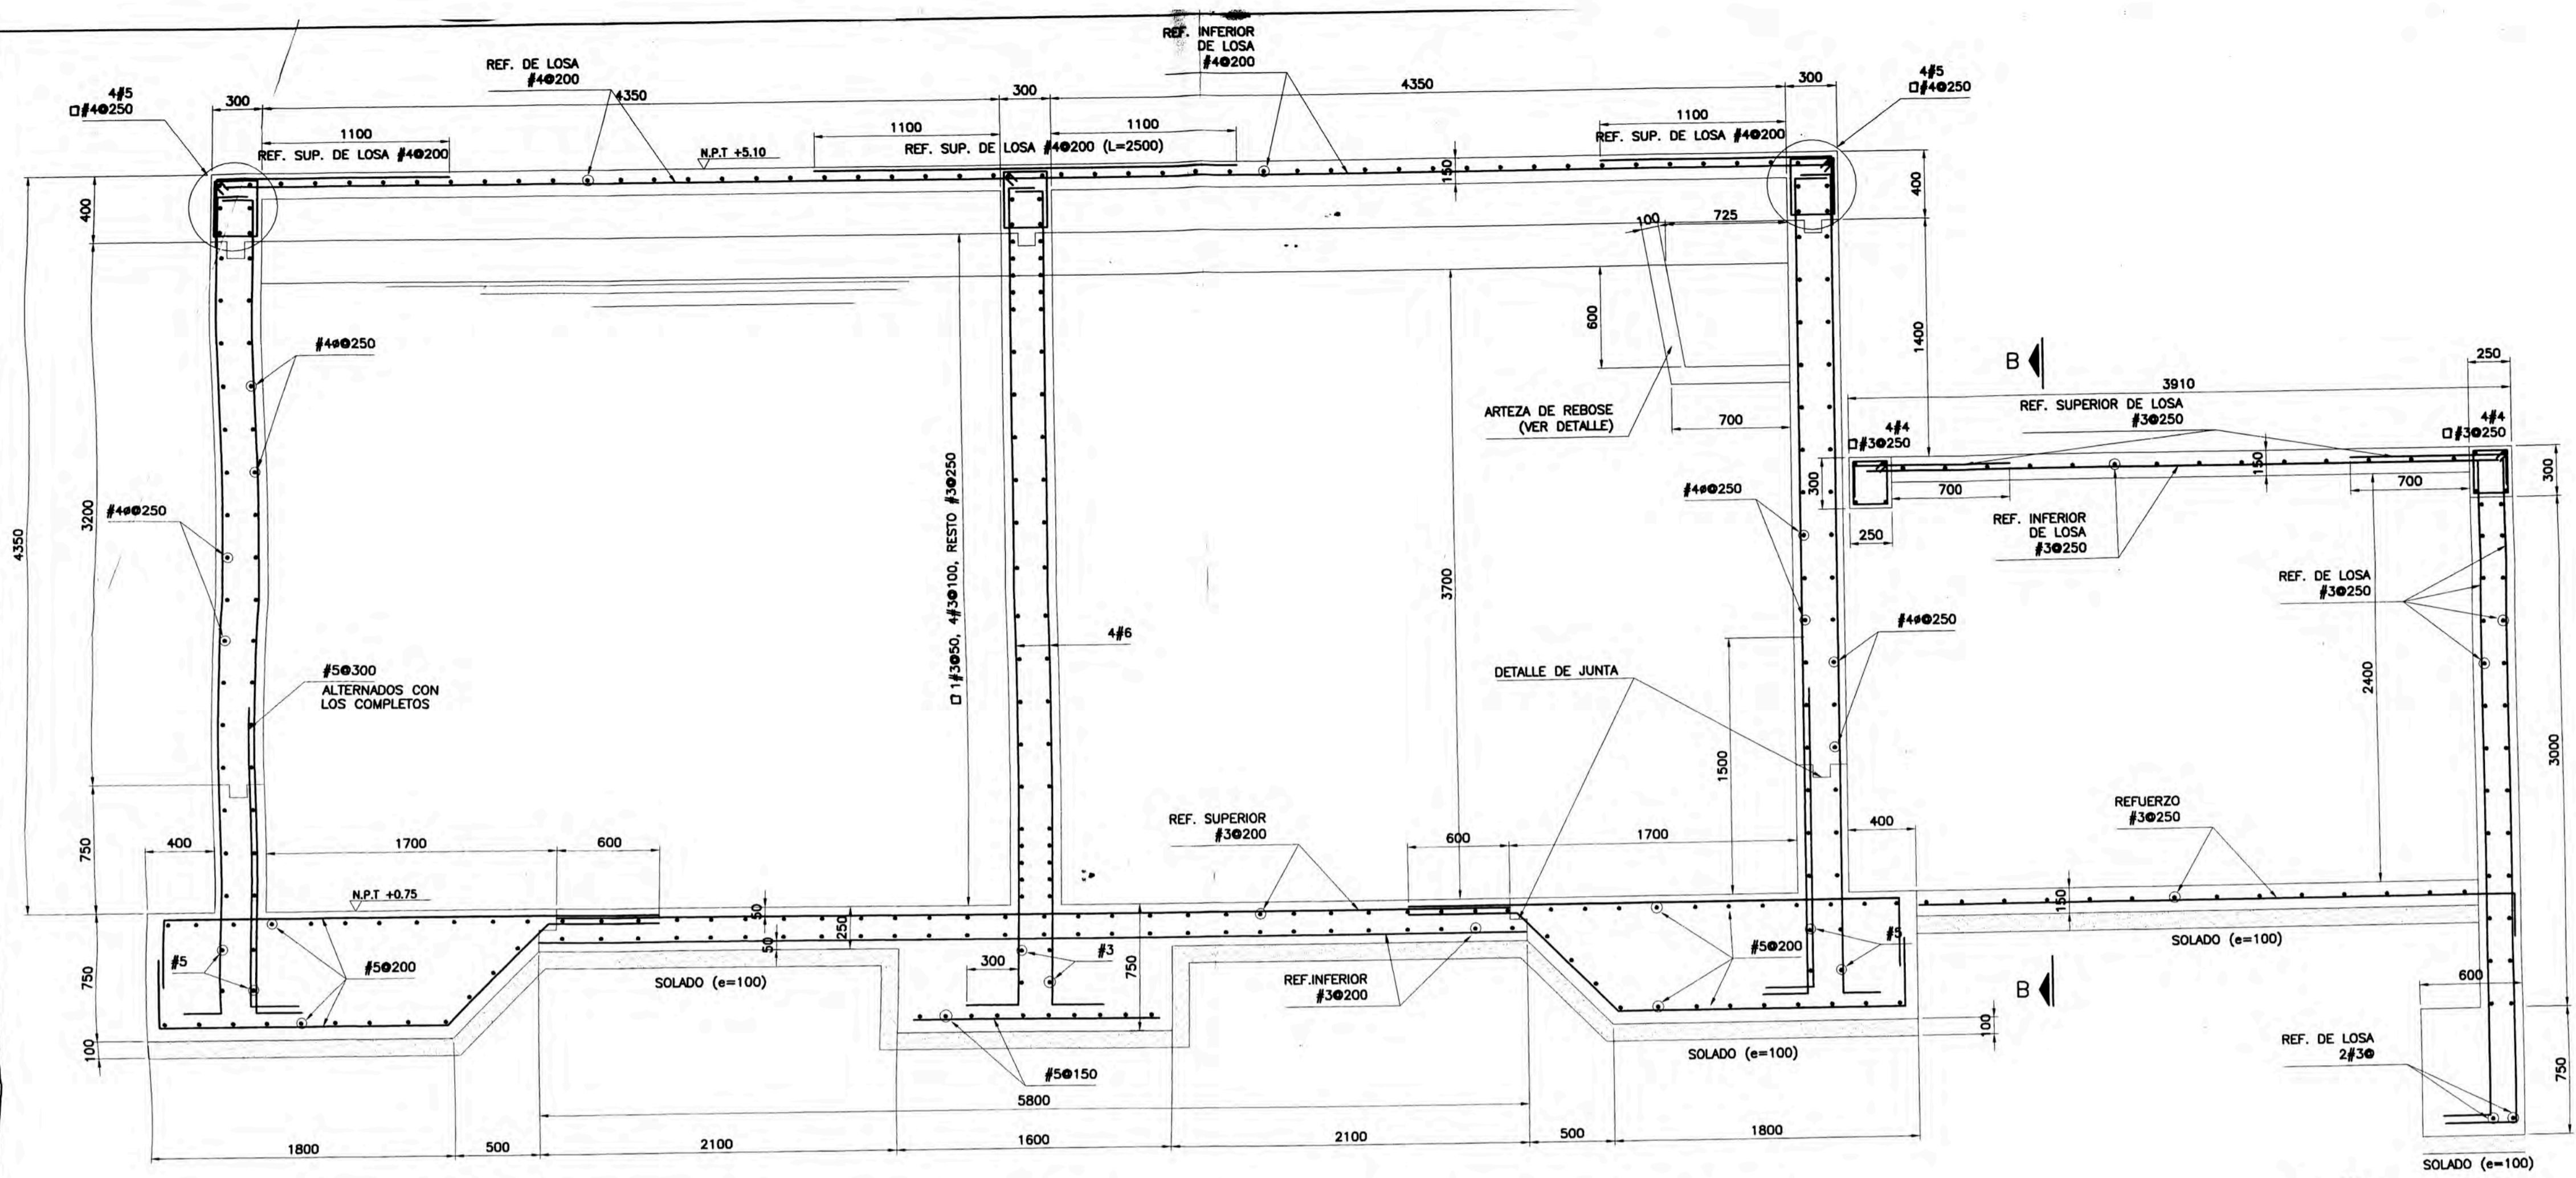 REF. INFERIOR
DE LOSA
#4@200
REF. DE LOSA
#4@200
4#5
□#4@250
300
4350
300
4350
300
4#5
□#4@250
1100
1100
1100
1100
REF. SUP. DE LOSA #4@200
N.P.T +5.10
REF. SUP. DE LOSA #4@200 (L=2500)
REF. SUP. DE LOSA #4@200
150
400
400
100
725
4350
3200
600
1400
#4ø@250
B
250
3910
ARTEZA DE REBOSE
(VER DETALLE)
700
REF. SUPERIOR DE LOSA
#3@250
4#4
□#3@250
4#4
□#3@250
150
300
300
700
700
250
#4ø@250
#4ø@250
REF. INFERIOR
DE LOSA
#3@250
□ 1#3@50, 4#3@100, RESTO #3@250
3700
REF. DE LOSA
#3@250
4#6
#4ø@250
#5@300
ALTERNADOS CON
LOS COMPLETOS
DETALLE DE JUNTA
2400
3000
1500
750
400
1700
600
REF. SUPERIOR
#3@200
600
1700
400
REFUERZO
#3@250
N.P.T +0.75
50
250
50
150
#5
#5@200
750
SOLADO (e=100)
300
#3
750
REF.INFERIOR
#3@200
#5@200
#5
SOLADO (e=100)
B
600
100
100
SOLADO (e=100)
#5@150
REF. DE LOSA
2#3@
750
5800
1800
500
2100
1600
2100
500
1800
SOLADO (e=100)